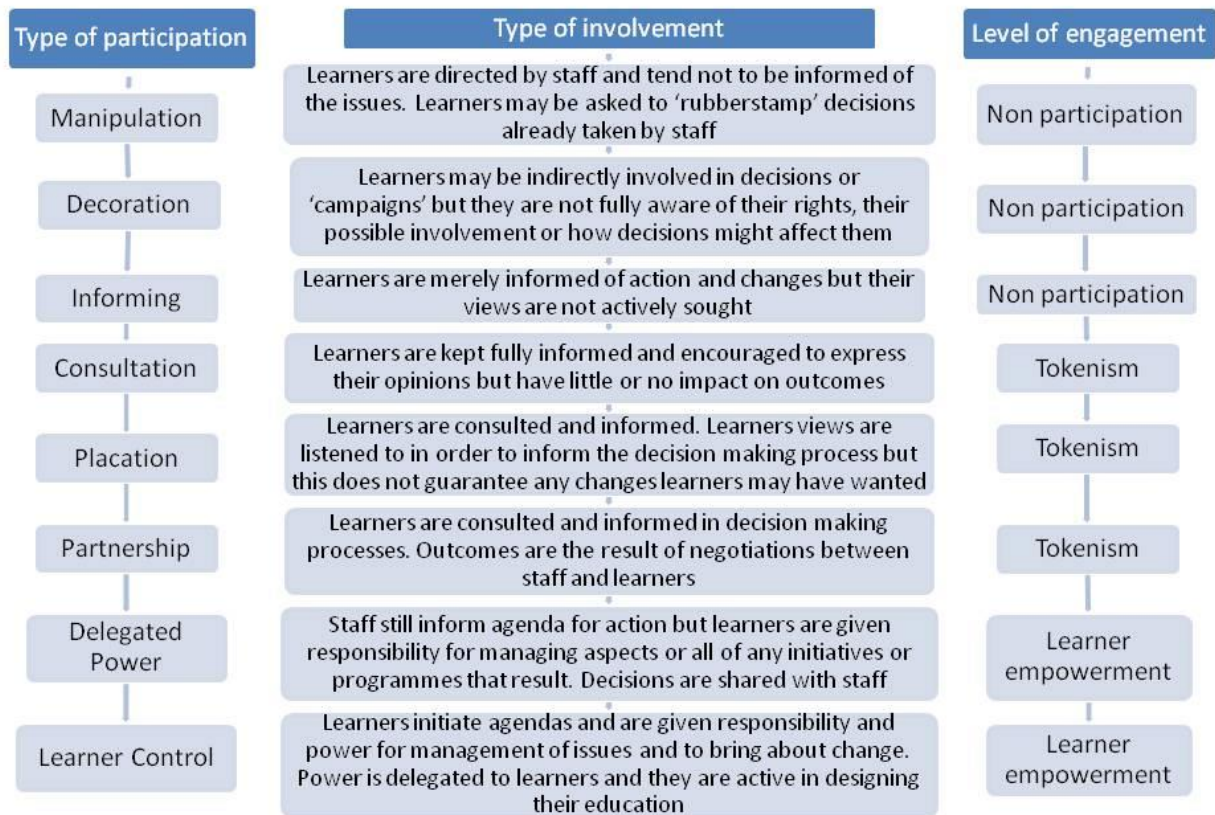 Type of participation
Type of involvement
Level of engagement
Manipulation
Learners are directed by staff and tend not to be informed of
the issues. Learners may be asked to ‘rubberstamp’ decisions
already taken by staff
Non participation
Decoration
Learners may be indirectly involved in decisions or
‘campaigns’ but they are not fully aware of their rights, their
possible involvement or how decisions might affect them
Non participation
Informing
Learners are merely informed of action and changes but their
views are not actively sought
Non participation
Consultation
Learners are kept fully informed and encouraged to express
their opinions but have little or no impact on outcomes
Tokenism
Placation
Learners are consulted and informed. Learners views are
listened to in order to inform the decision making process but
this does not guarantee any changes learners may have wanted
Tokenism
Partnership
Learners are consulted and informed in decision making
processes. Outcomes are the result of negotiations between
staff and learners
Tokenism
Delegated
Power
Staff still inform agenda for action but learners are given
responsibility for managing aspects or all of any initiatives or
programmes that result. Decisions are shared with staff
Learner
empowerment
Learner Control
Learners initiate agendas and are given responsibility and
power for management of issues and to bring about change.
Power is delegated to learners and they are active in designing
their education
Learner
empowerment